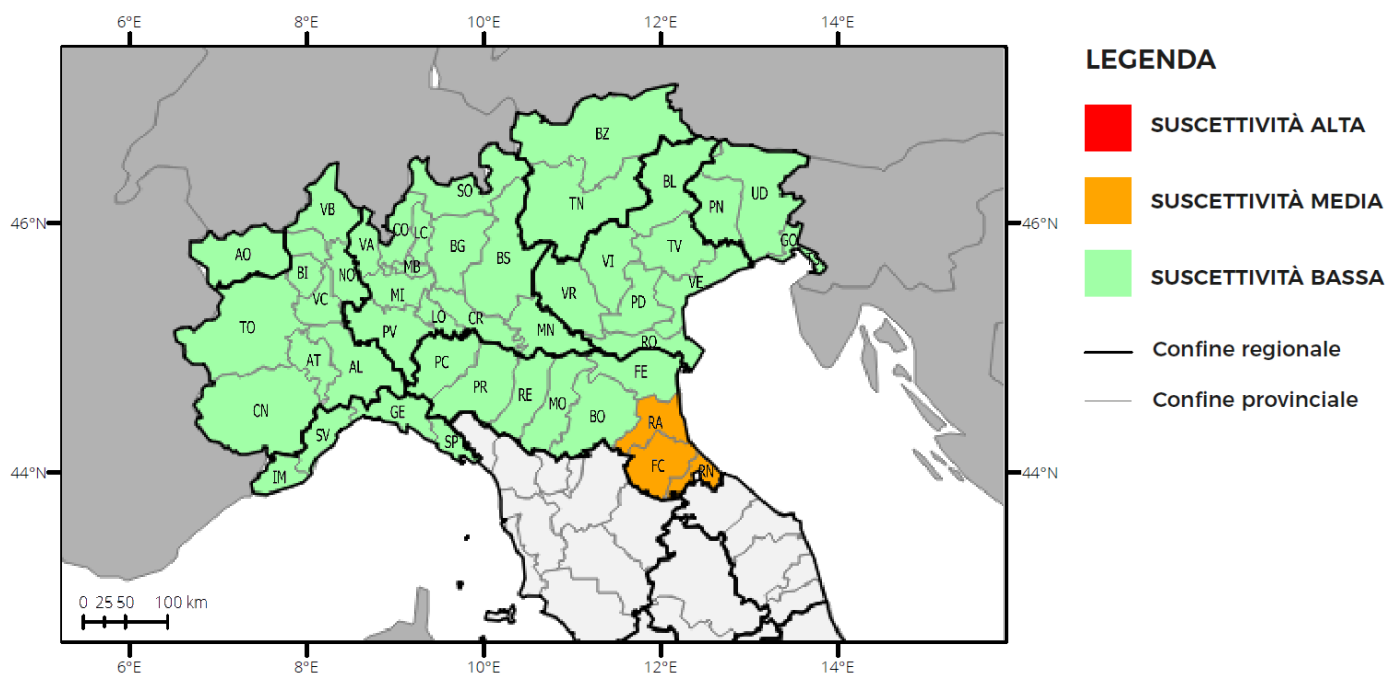 6°E 8°E 10°E 12°E 14°E
LEGENDA
SUSCETTIVITÀ ALTA
SUSCETTIVITÀ MEDIA
SUSCETTIVITÀ BASSA
Confine regionale
Confine provinciale
BZ
SO BL UD
VB TN PN
46°N 46°N
AO VA CO LC BG BS VI TV GO
BI NO MB VE
VC MI VR PD
TO PV LO CR MN RO
AT AL PC PR RE MO FE
CN GE BO RA
SV SP
44°N 44°N
IM FC RN
0 25 50 100 km
6°E 8°E 10°E 12°E 14°E